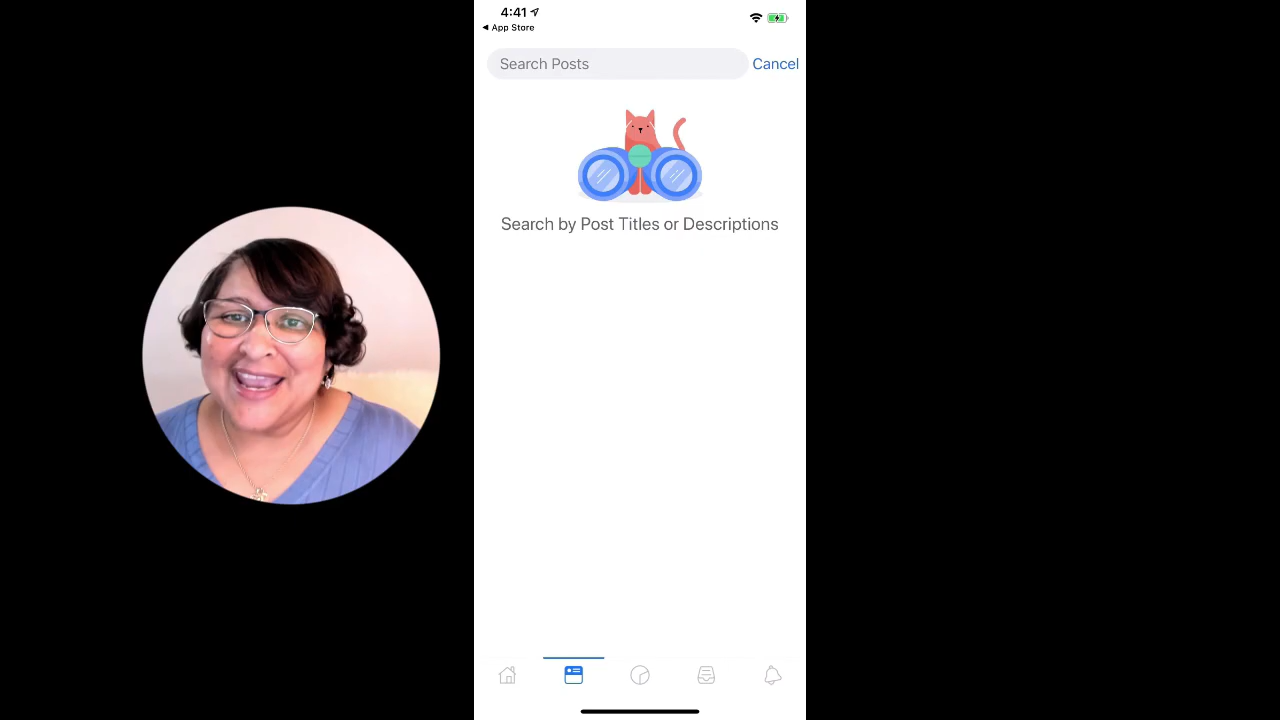 4:41
◀ App Store
Search Posts
Cancel
Search by Post Titles or Descriptions